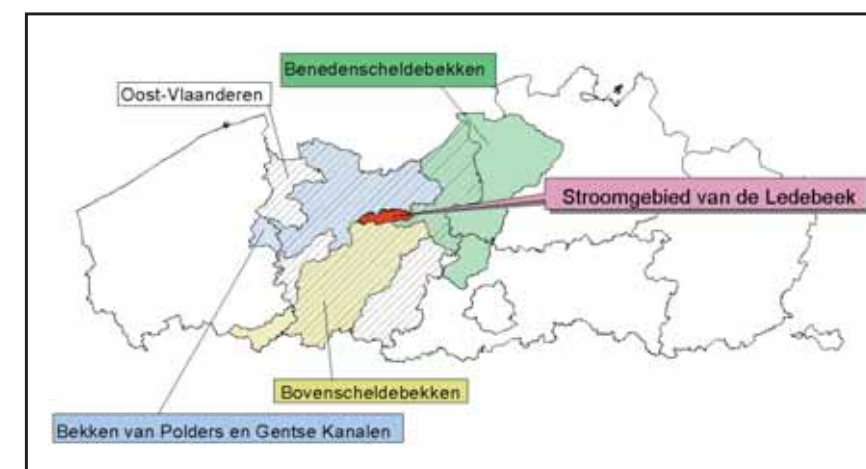 Benedenscheldebekken
Oost-Vlaanderen
Stroomgebied van de Ledebeek
Bovenscheldebekken
Bekken van Polders en Gentse Kanalen